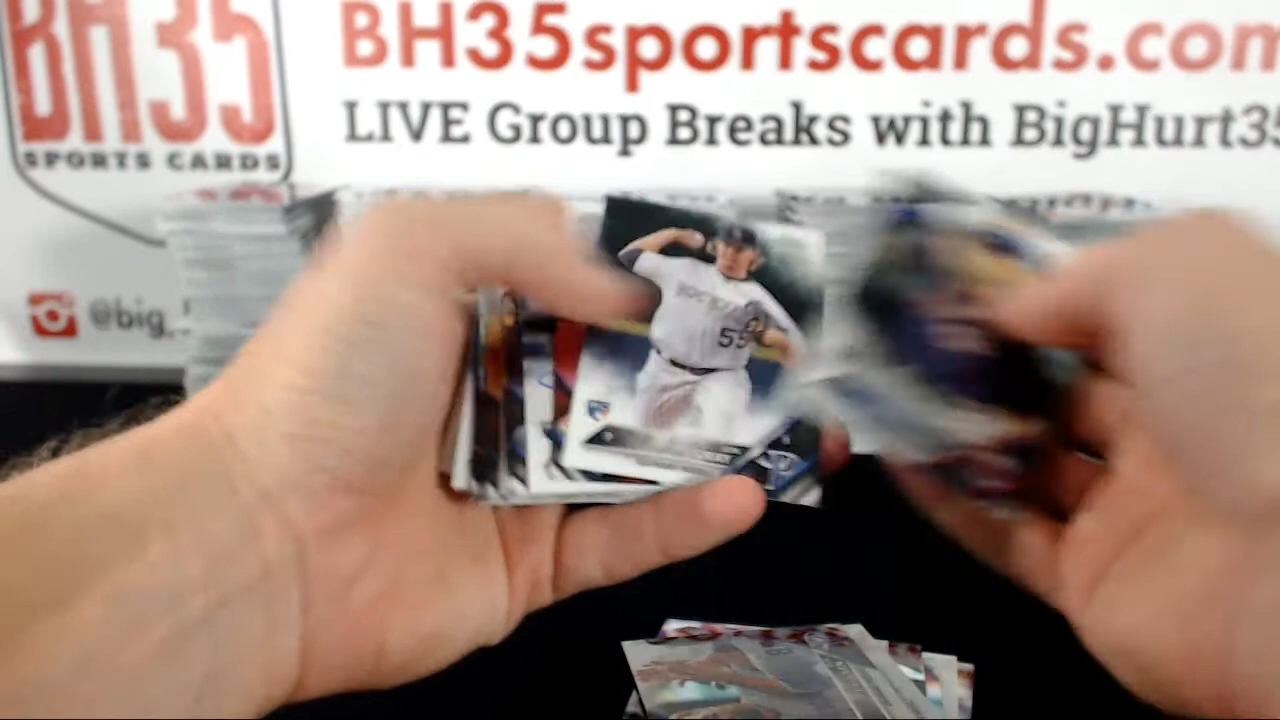 BH35
SPORTS CARDS
BH35sportscards.com
LIVE Group Breaks with BigHurt35
@big_
55